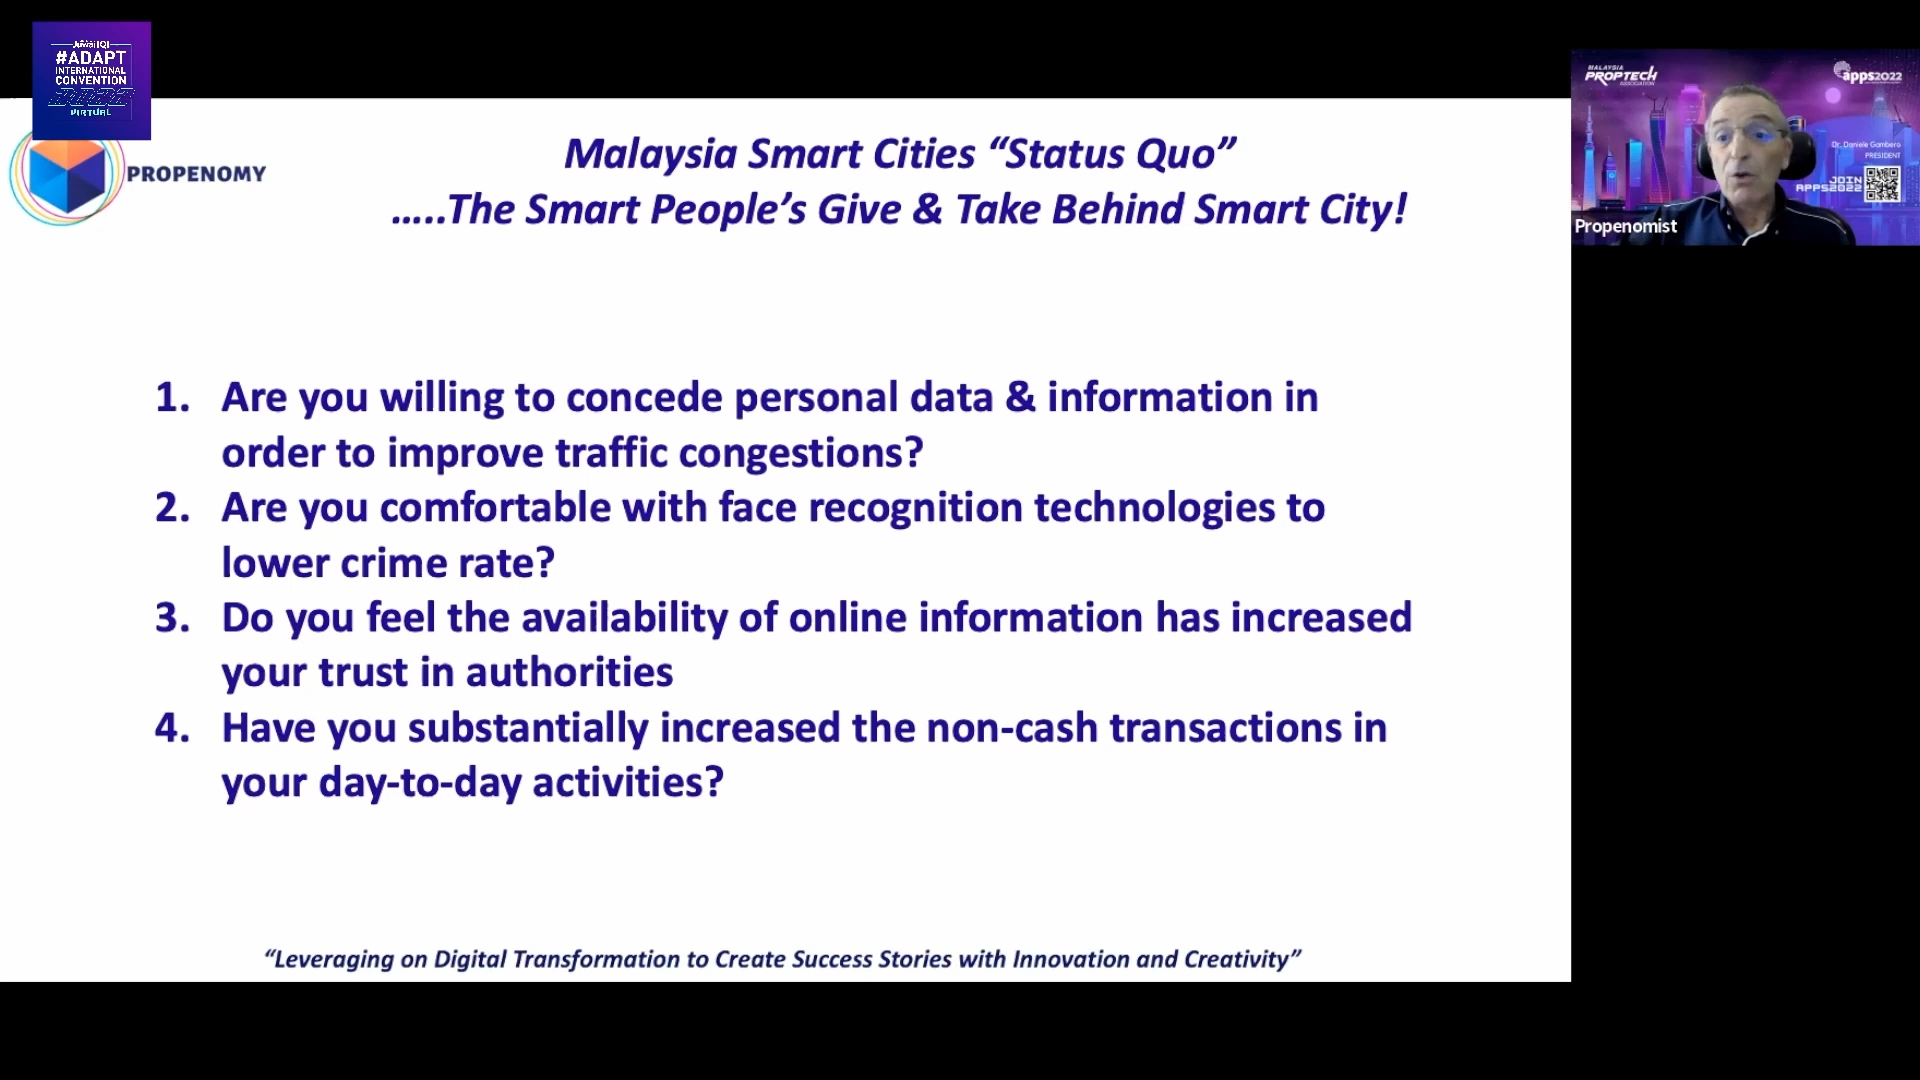 JUWAI IQI
#ADAPT
INTERNATIONAL
CONVENTION
2022
VIRTUAL
PROPENOMY
Malaysia Smart Cities “Status Quo”
…..The Smart People’s Give & Take Behind Smart City!
1. Are you willing to concede personal data & information in
order to improve traffic congestions?
2. Are you comfortable with face recognition technologies to
lower crime rate?
3. Do you feel the availability of online information has increased
your trust in authorities
4. Have you substantially increased the non-cash transactions in
your day-to-day activities?
“Leveraging on Digital Transformation to Create Success Stories with Innovation and Creativity”
MALAYSIA
PROPTECH
ASSOCIATION
apps2022
Dr. Daniele Gambero
PRESIDENT
JOIN
APPS2022
Propenomist